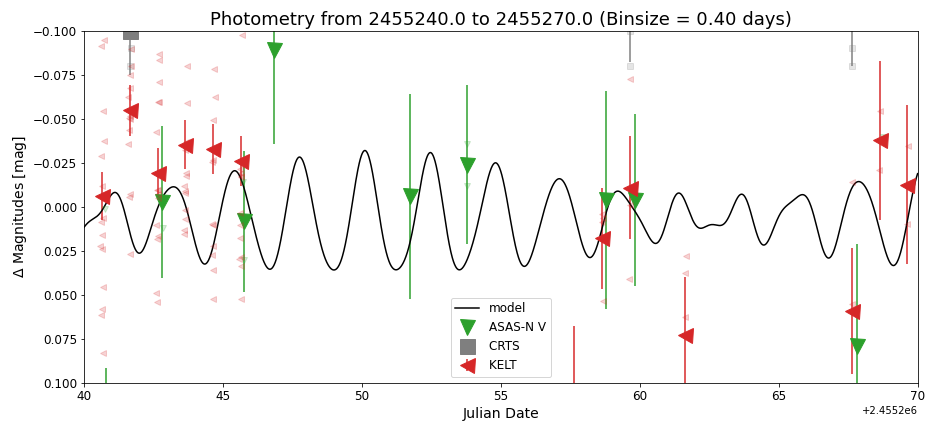 Photometry from 2455240.0 to 2455270.0 (Binsize = 0.40 days)
−0.100
−0.075
−0.050
−0.025
0.000
0.025
0.050
0.075
0.100
Δ Magnitudes [mag]
model
ASAS-N V
CRTS
KELT
40
45
50
55
60
65
70
Julian Date
+2.4552e6